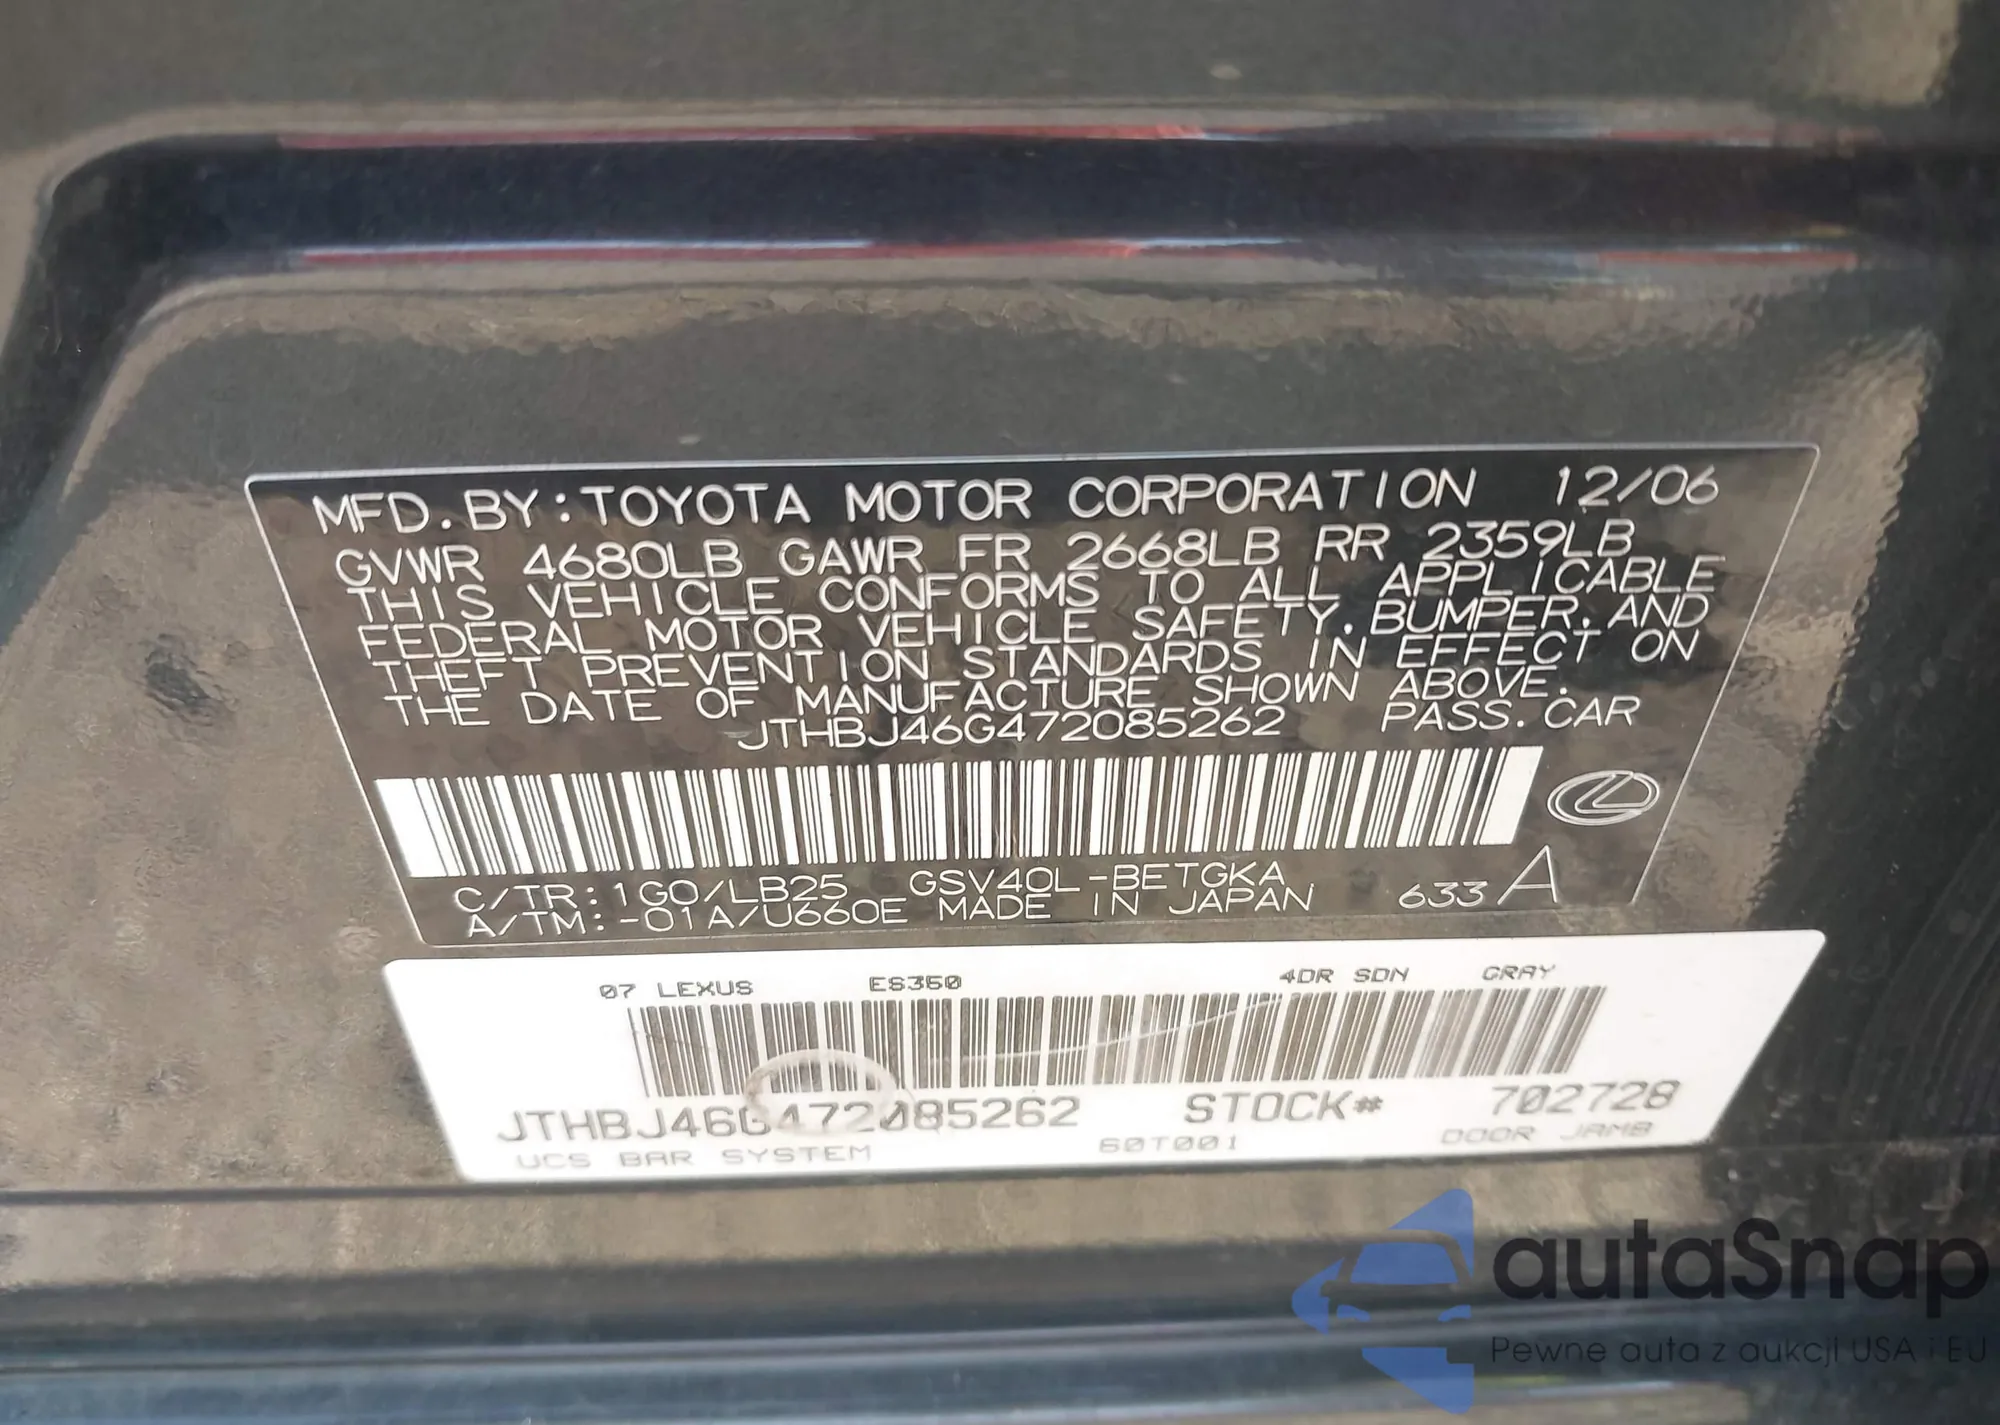 MFD. BY: TOYOTA MOTOR CORPORATION 12/06
GVWR 4680LB GAWR FR 2668LB RR 2359LB
THIS VEHICLE CONFORMS TO ALL APPLICABLE
FEDERAL MOTOR VEHICLE SAFETY, BUMPER, AND
THEFT PREVENTION STANDARDS IN EFFECT ON
THE DATE OF MANUFACTURE SHOWN ABOVE.
JTHBJ46G472085262 PASS. CAR
C/TR: 1G0/LB25 GSV40L-BETGKA
A/TM: -01A/U660E MADE IN JAPAN 633 A
07 LEXUS ES350 4DR SDN GRAY
JTHBJ46G472085262 STOCK# 702728
UCS BAR SYSTEM 60T001 DOOR JAMB
autaSnap
Pewne auta z aukcji USA i EU